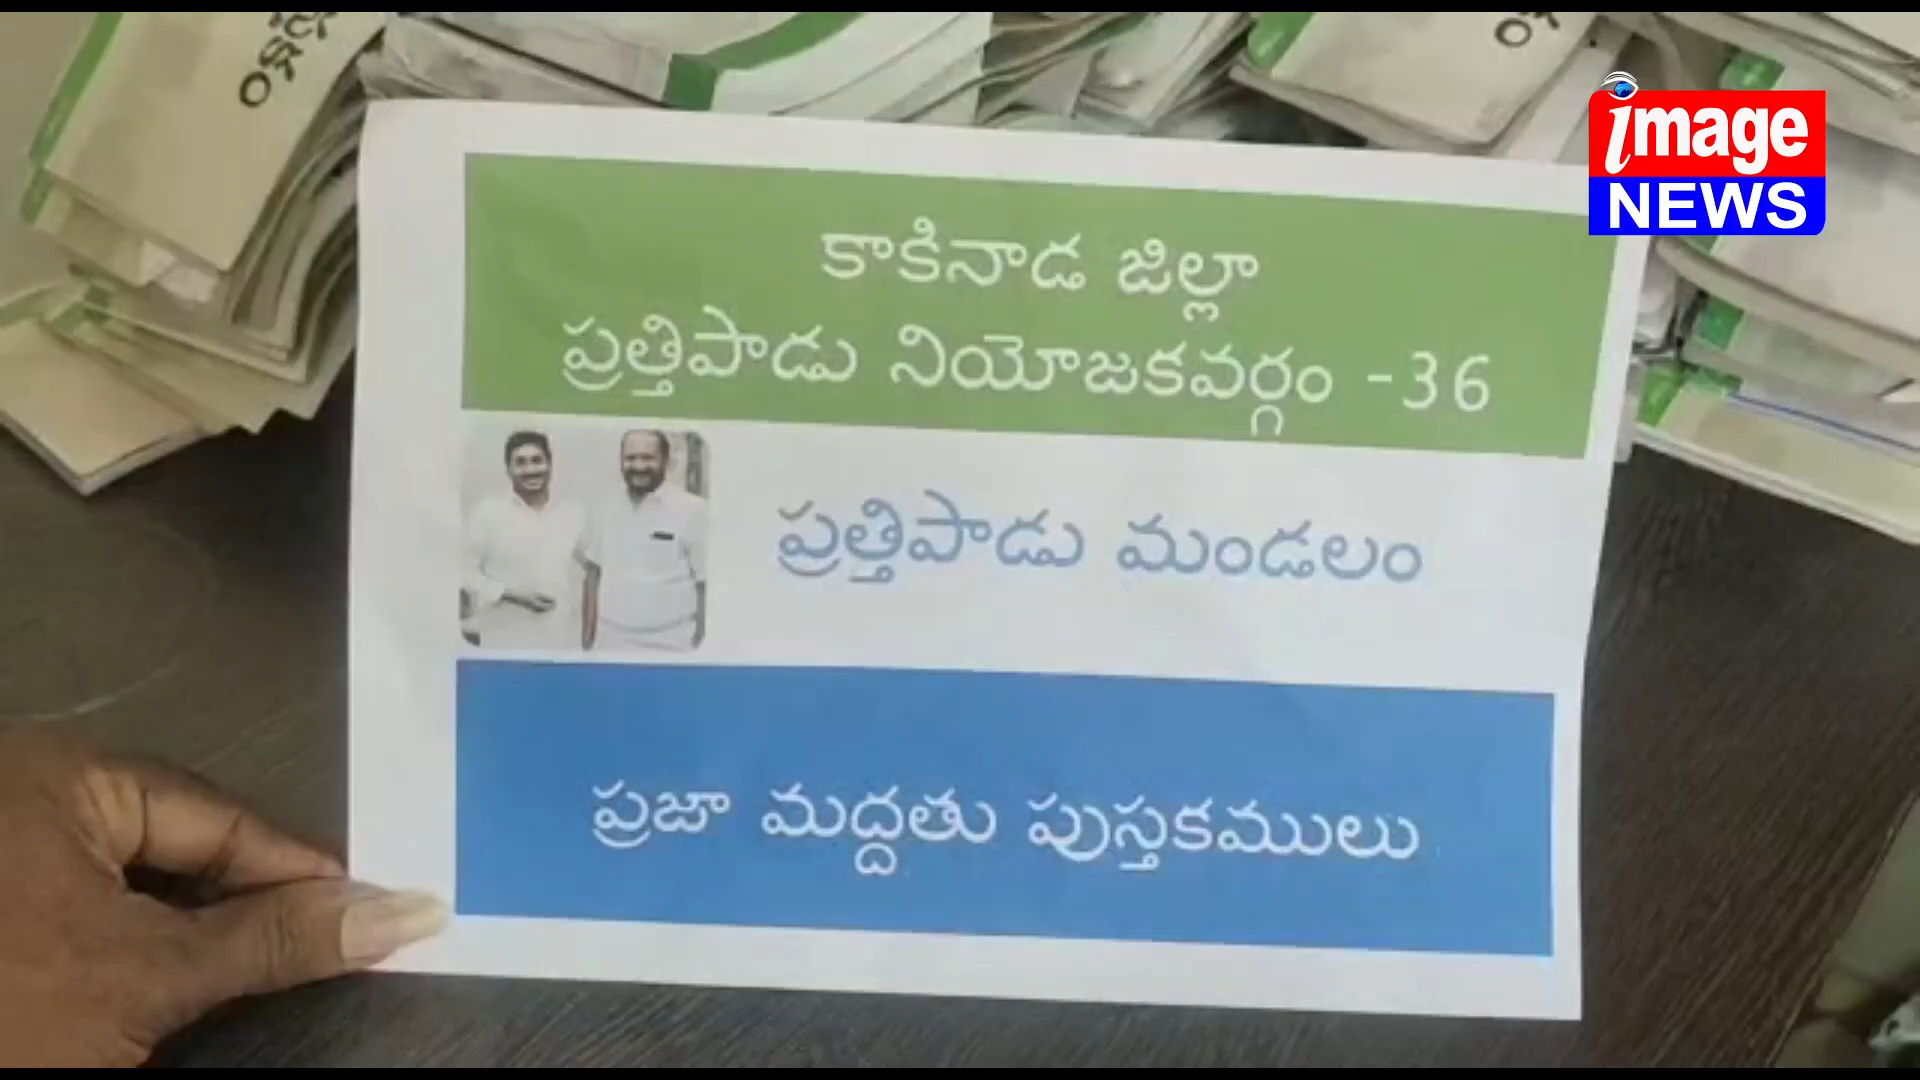 image
NEWS
కాకినాడ జిల్లా
ప్రత్తిపాడు నియోజకవర్గం -36
ప్రత్తిపాడు మండలం
ప్రజా మద్దతు పుస్తకములు